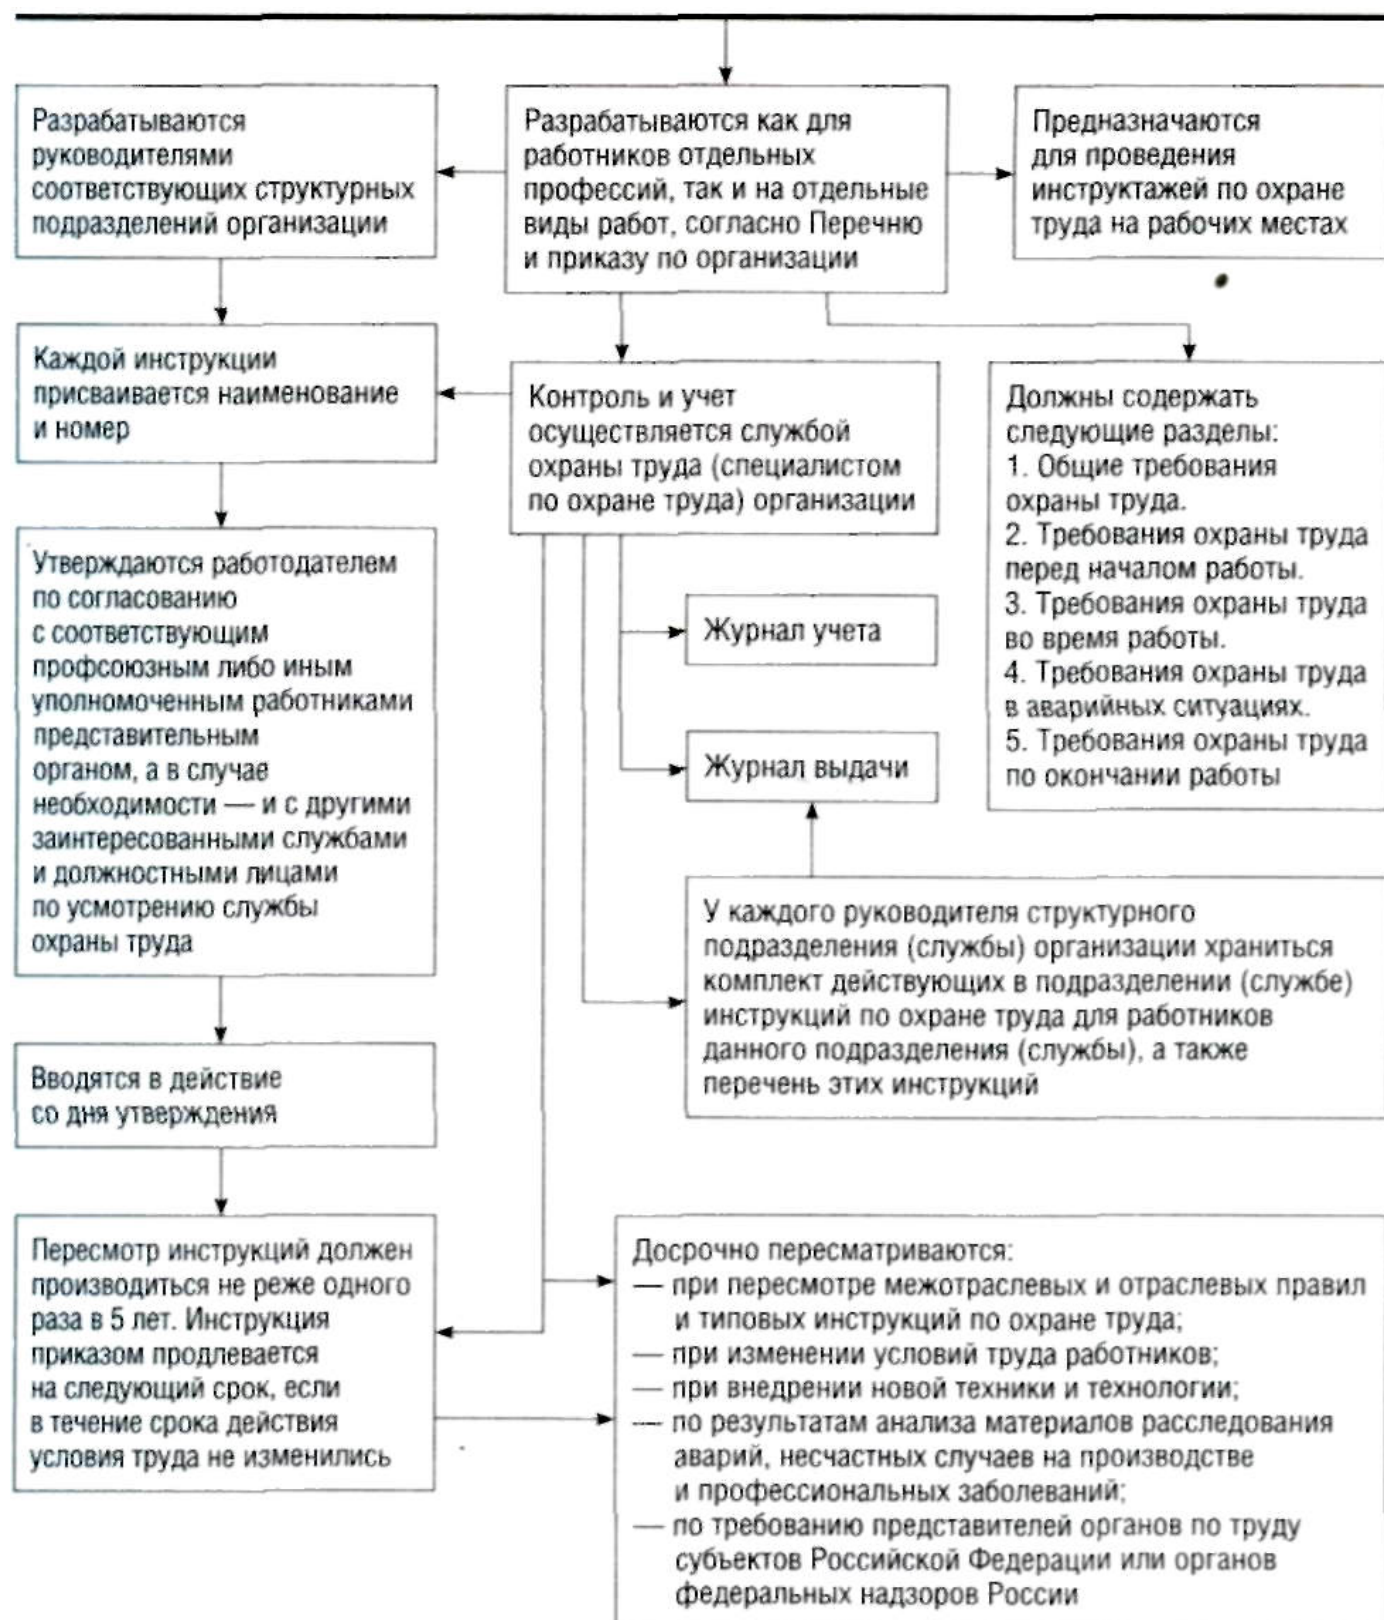 Разрабатываются
руководителями
соответствующих структурных
подразделений организации
Разрабатываются как для
работников отдельных
профессий, так и на отдельные
виды работ, согласно Перечню
и приказу по организации
Предназначаются
для проведения
инструктажей по охране
труда на рабочих местах
Каждой инструкции
присваивается наименование
и номер
Контроль и учет
осуществляется службой
охраны труда (специалистом
по охране труда) организации
Должны содержать
следующие разделы:
1. Общие требования
охраны труда.
2. Требования охраны труда
перед началом работы.
3. Требования охраны труда
во время работы.
4. Требования охраны труда
в аварийных ситуациях.
5. Требования охраны труда
по окончании работы
Утверждаются работодателем
по согласованию
с соответствующим
профсоюзным либо иным
уполномоченным работниками
представительным
органом, а в случае
необходимости — и с другими
заинтересованными службами
и должностными лицами
по усмотрению службы
охраны труда
Журнал учета
Журнал выдачи
У каждого руководителя структурного
подразделения (службы) организации храниться
комплект действующих в подразделении (службе)
инструкций по охране труда для работников
данного подразделения (службы), а также
перечень этих инструкций
Вводятся в действие
со дня утверждения
Пересмотр инструкций должен
производиться не реже одного
раза в 5 лет. Инструкция
приказом продлевается
на следующий срок, если
в течение срока действия
условия труда не изменились
Досрочно пересматриваются:
— при пересмотре межотраслевых и отраслевых правил
и типовых инструкций по охране труда;
— при изменении условий труда работников;
— при внедрении новой техники и технологии;
— по результатам анализа материалов расследования
аварий, несчастных случаев на производстве
и профессиональных заболеваний;
— по требованию представителей органов по труду
субъектов Российской Федерации или органов
федеральных надзоров России